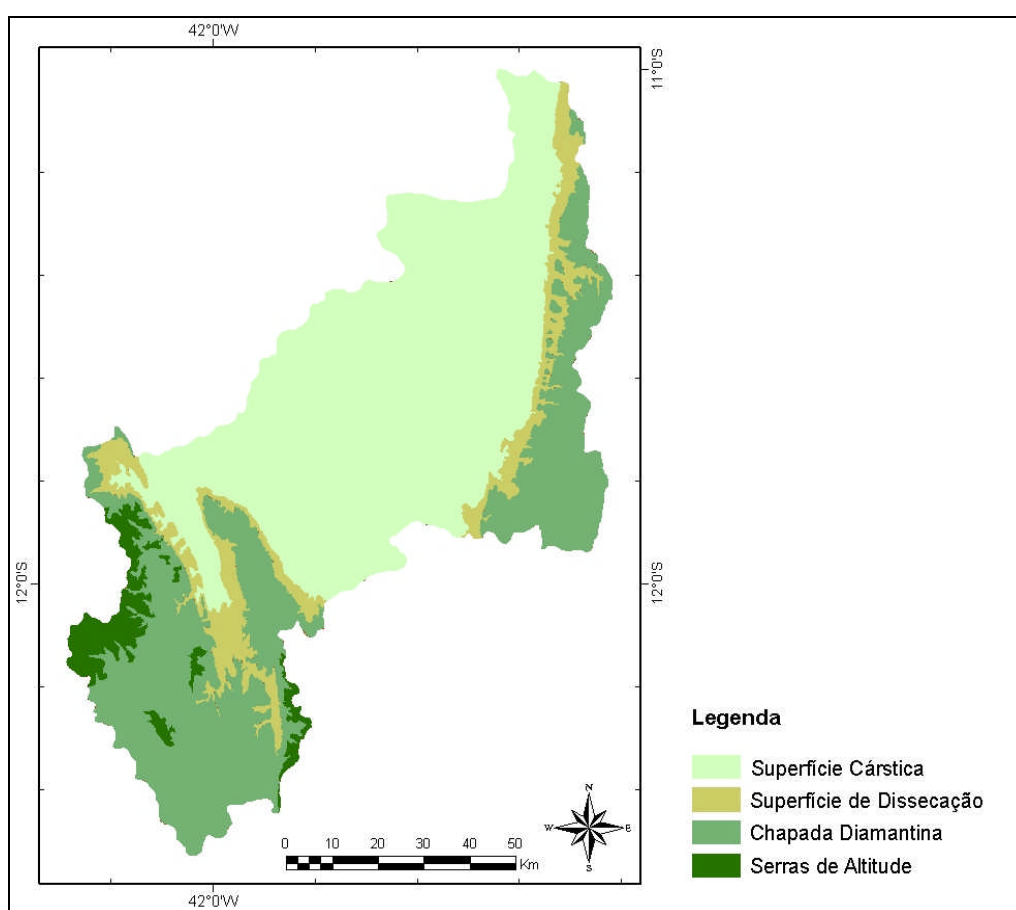 42°0'W
11°0'S
12°0'S
12°0'S
Legenda
Superfície Cárstica
Superfície de Dissecação
Chapada Diamantina
Serras de Altitude
N
W
E
S
0 10 20 30 40 50
Km
42°0'W